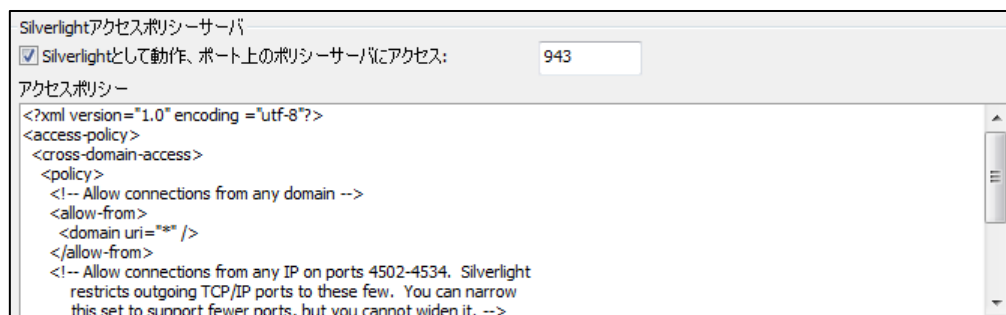 Silverlightアクセスポリシーサーバ
Silverlightとして動作、ポート上のポリシーサーバにアクセス: 943
アクセスポリシー
<?xml version="1.0" encoding ="utf-8"?>
<access-policy>
<cross-domain-access>
<policy>
<!-- Allow connections from any domain -->
<allow-from>
<domain uri="*" />
</allow-from>
<!-- Allow connections from any IP on ports 4502-4534.  Silverlight
restricts outgoing TCP/IP ports to these few.  You can narrow
this set to support fewer ports, but you cannot widen it. -->